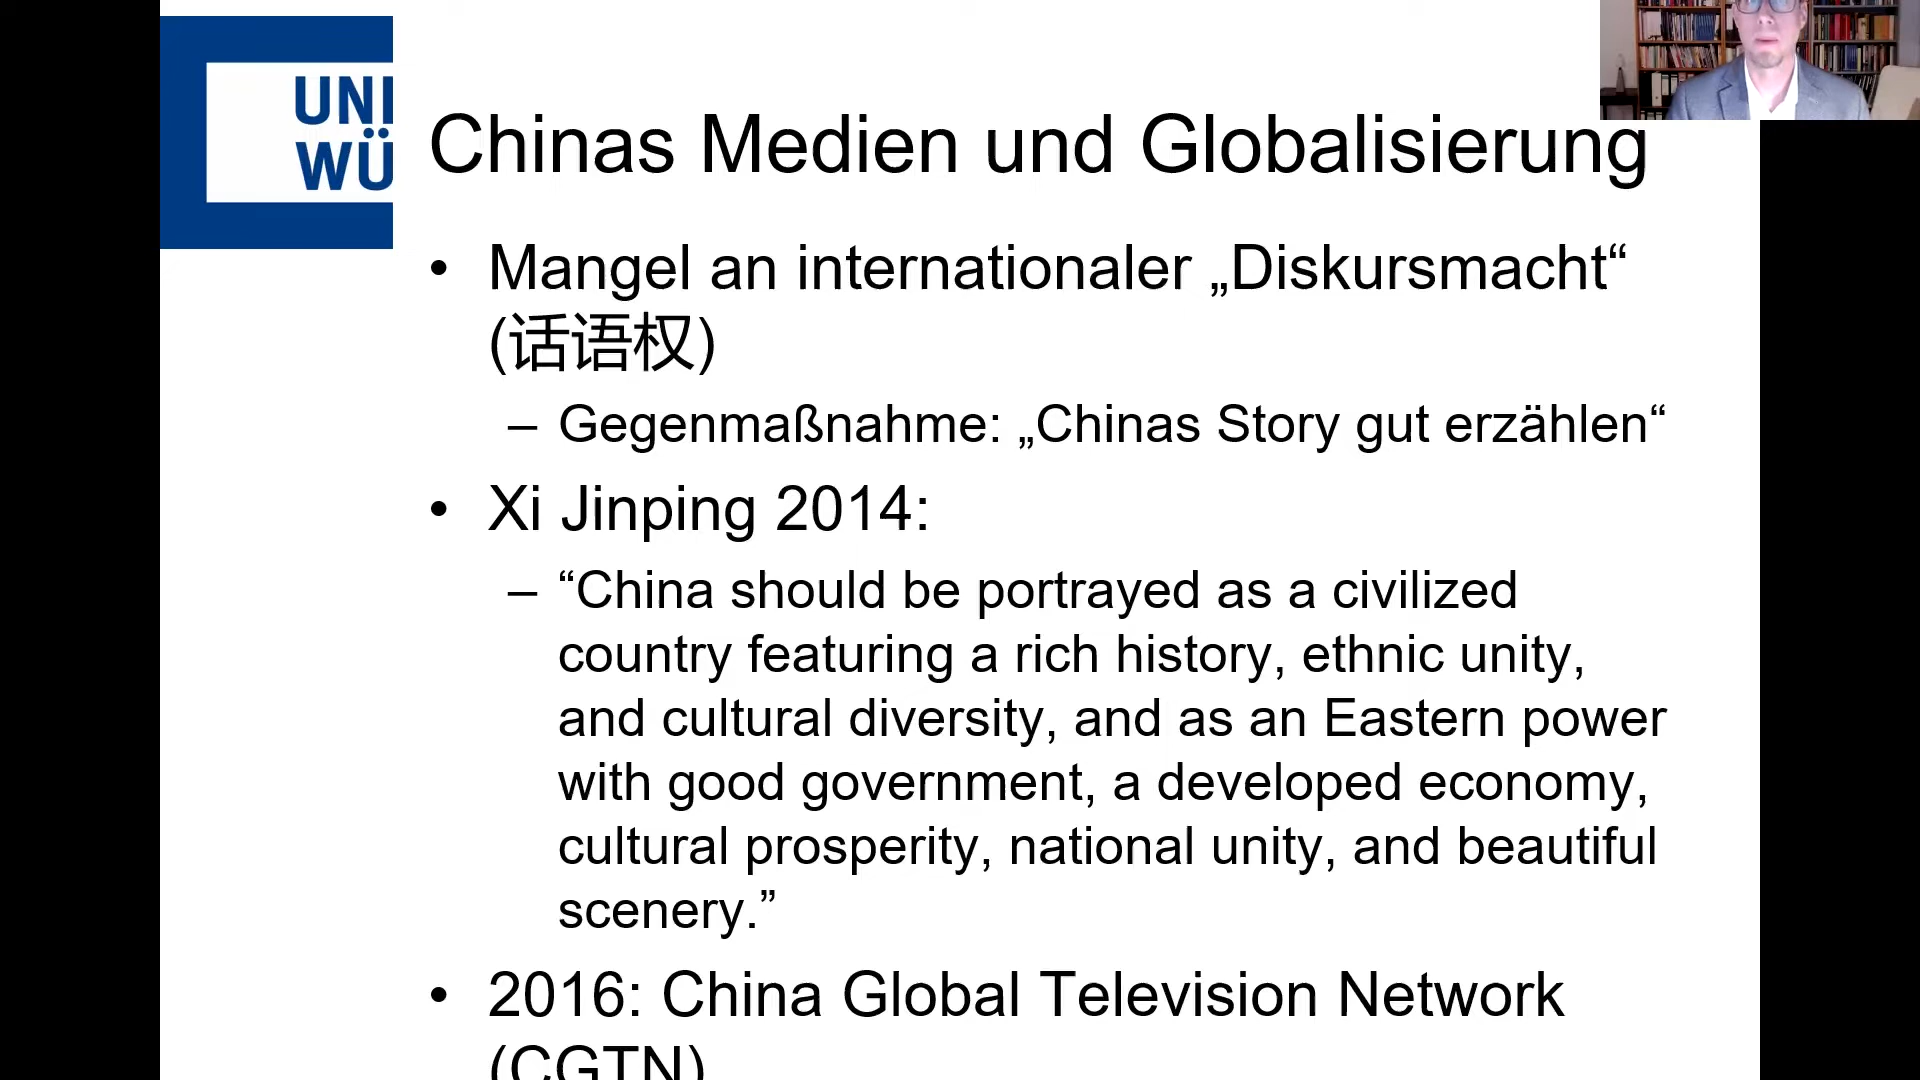 UNI
WÜ
Chinas Medien und Globalisierung
• Mangel an internationaler „Diskursmacht“
(话语权)
– Gegenmaßnahme: „Chinas Story gut erzählen“
• Xi Jinping 2014:
– “China should be portrayed as a civilized
country featuring a rich history, ethnic unity,
and cultural diversity, and as an Eastern power
with good government, a developed economy,
cultural prosperity, national unity, and beautiful
scenery.”
• 2016: China Global Television Network
(CGTN)